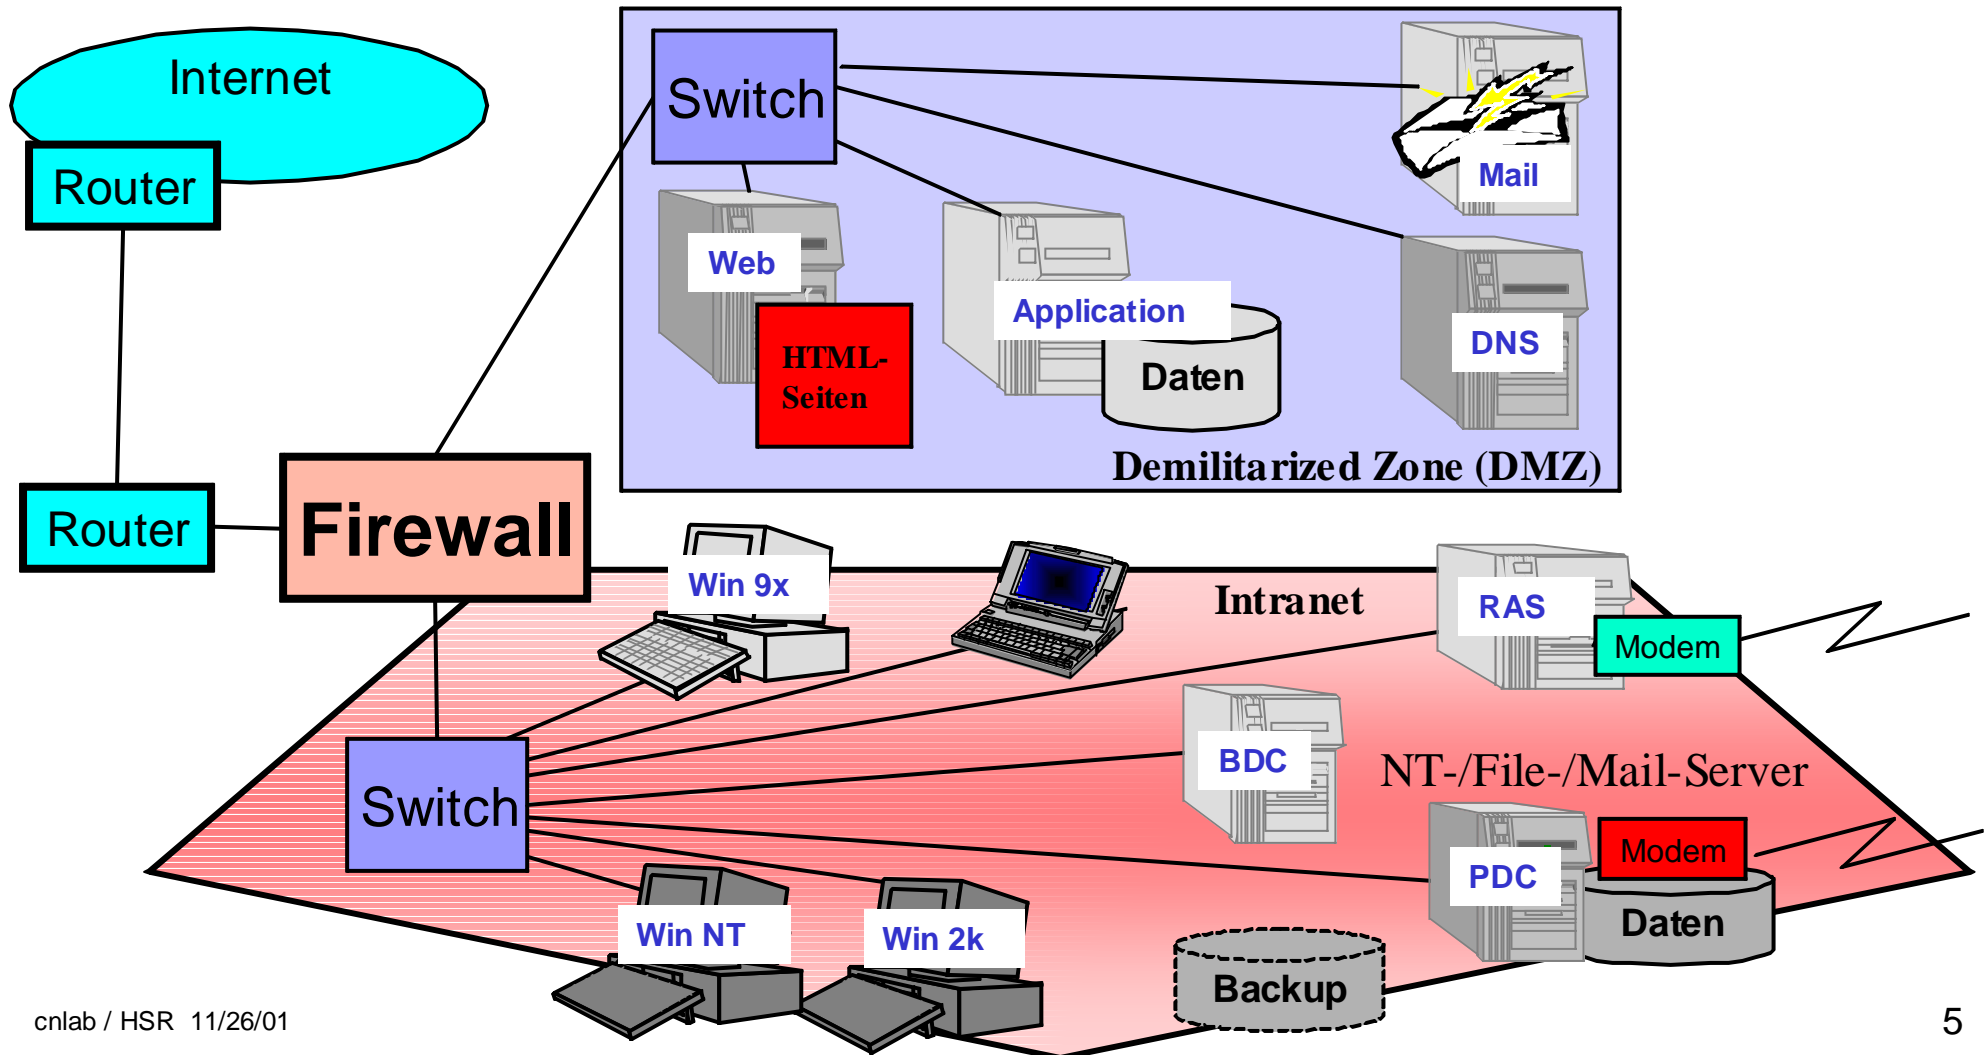 Internet
Router
Switch
Mail
Web
Application
DNS
HTML-
Seiten
Daten
Demilitarized Zone (DMZ)
Router
Firewall
Win 9x
Intranet
RAS
Modem
BDC
NT-/File-/Mail-Server
Switch
Modem
PDC
Daten
Win NT
Win 2k
Backup
cnlab / HSR 11/26/01
5